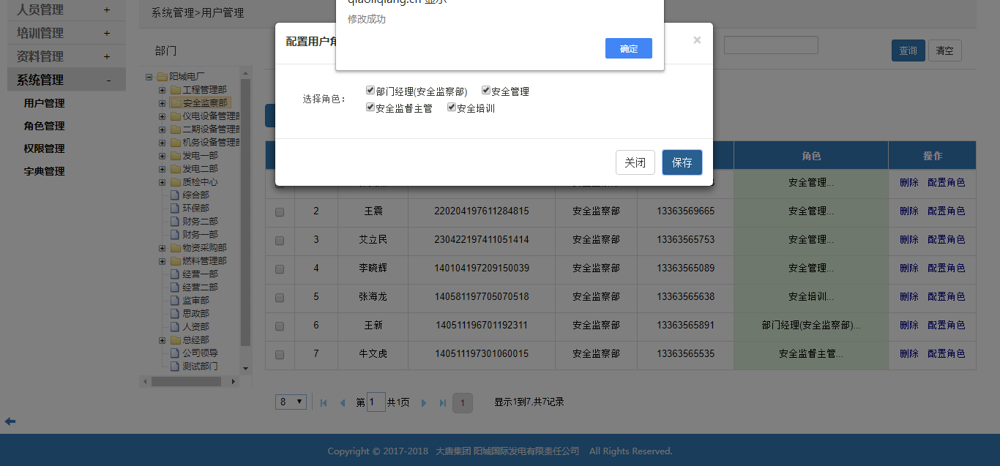 人员管理 +
培训管理 +
资料管理 +
系统管理 -
用户管理
角色管理
权限管理
字典管理
系统管理>用户管理
部门
阳城电厂
工程管理部
安全监察部
仪电设备管理部
二期设备管理部
机务设备管理部
发电一部
发电二部
质检中心
综合部
环保部
财务二部
财务一部
物资采购部
燃料管理部
经营一部
经营二部
监审部
思政部
人资部
总经部
公司领导
测试部门
qiaoliqiang.cn 显示
修改成功
确定
配置用户角
×
选择角色：
部门经理(安全监察部) 安全管理
安全监督主管 安全培训
关闭 保存
查询 清空
角色 操作
安全管理... 删除 配置角色
2 王震 220204197611284815 安全监察部 13363569665 安全管理... 删除 配置角色
3 艾立民 230422197411051414 安全监察部 13363565753 安全管理... 删除 配置角色
4 李晓辉 140104197209150039 安全监察部 13363565089 安全管理... 删除 配置角色
5 张海龙 140581197705070518 安全监察部 13363565638 安全培训... 删除 配置角色
6 王新 140511196701192311 安全监察部 13363565891 部门经理(安全监察部)... 删除 配置角色
7 牛文虎 140511197301060015 安全监察部 13363565535 安全监督主管... 删除 配置角色
8 第 1 共1页 1 显示1到7,共7记录
Copyright © 2017-2018 大唐集团 阳城国际发电有限责任公司 All Rights Reserved.